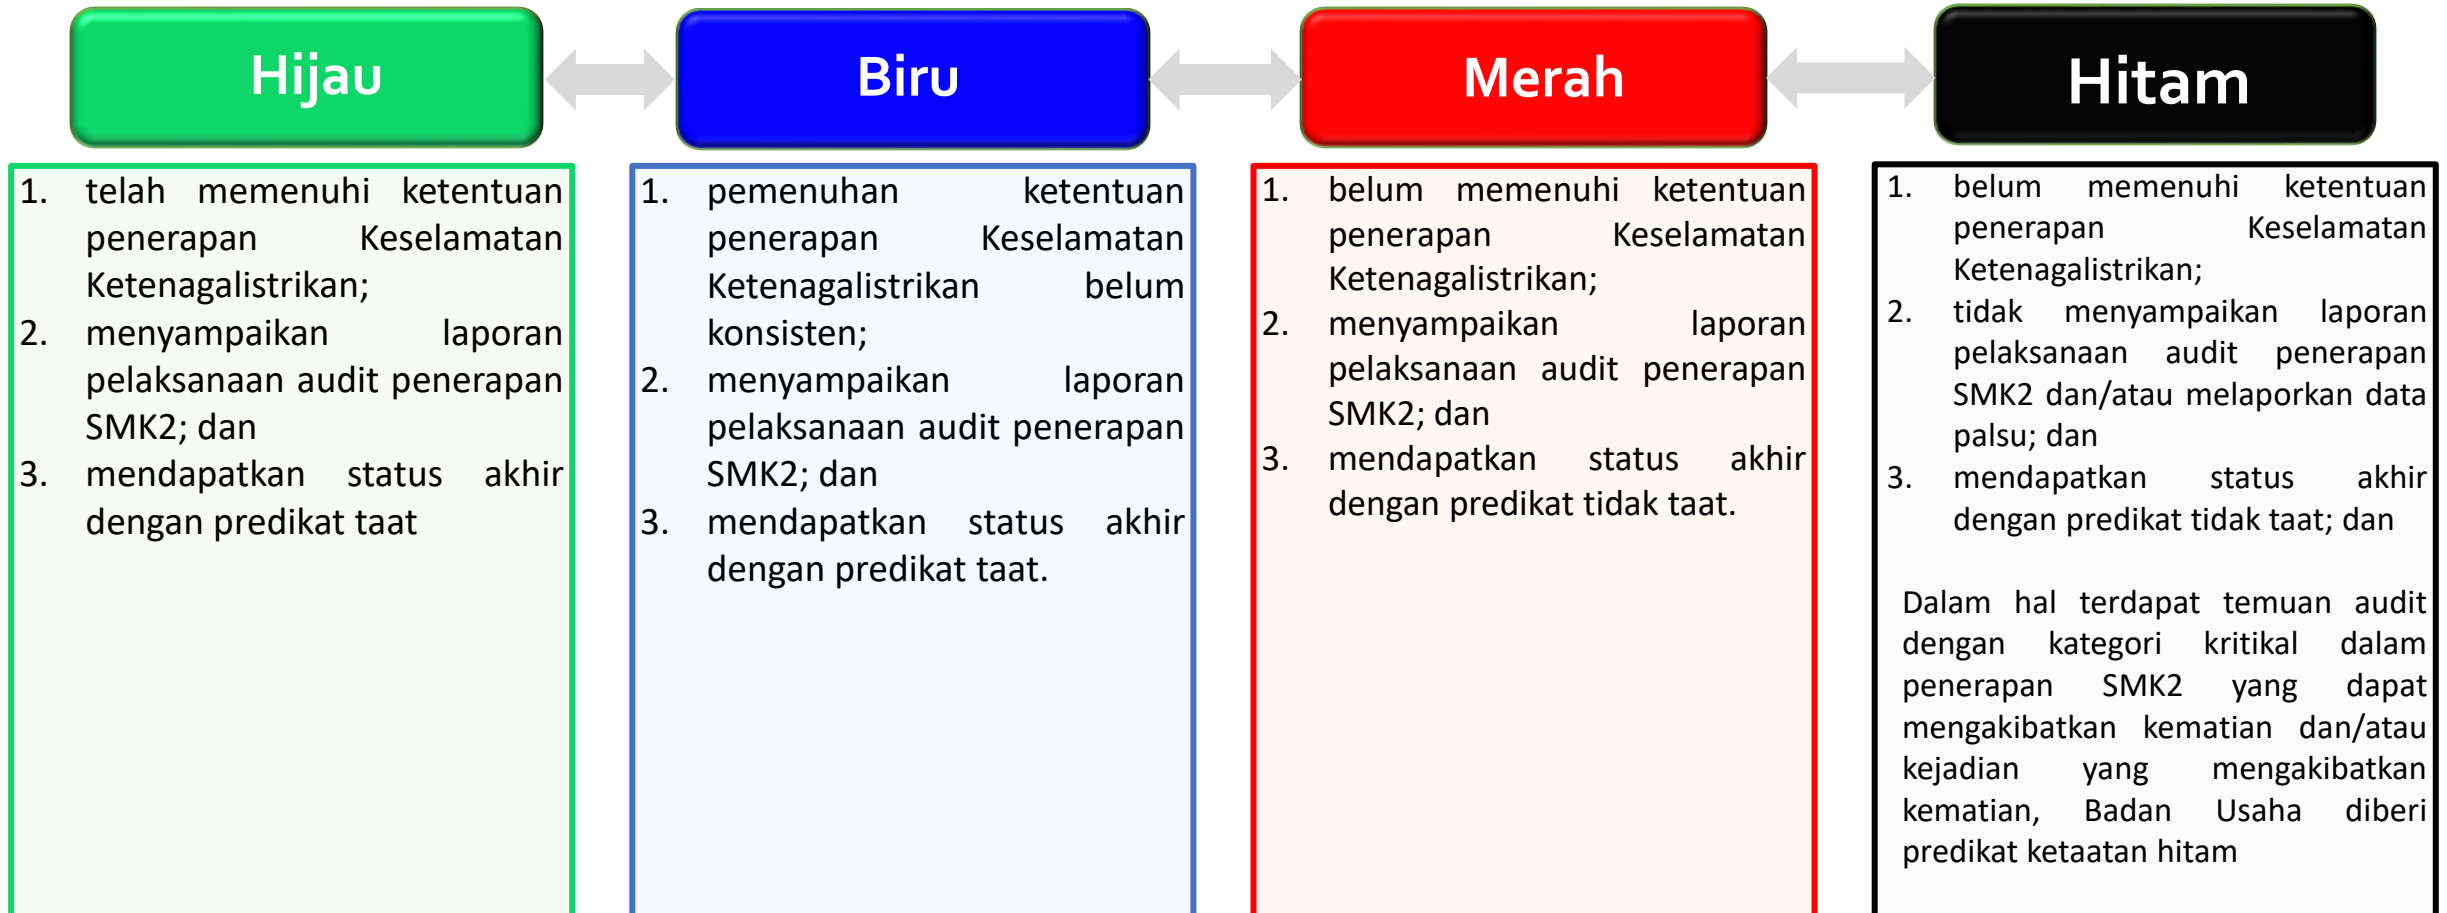 Hijau
Biru
Merah
Hitam
1. telah memenuhi ketentuan
penerapan Keselamatan
Ketenagalistrikan;
2. menyampaikan laporan
pelaksanaan audit penerapan
SMK2; dan
3. mendapatkan status akhir
dengan predikat taat
1. pemenuhan ketentuan
penerapan Keselamatan
Ketenagalistrikan belum
konsisten;
2. menyampaikan laporan
pelaksanaan audit penerapan
SMK2; dan
3. mendapatkan status akhir
dengan predikat taat.
1. belum memenuhi ketentuan
penerapan Keselamatan
Ketenagalistrikan;
2. menyampaikan laporan
pelaksanaan audit penerapan
SMK2; dan
3. mendapatkan status akhir
dengan predikat tidak taat.
1. belum memenuhi ketentuan
penerapan Keselamatan
Ketenagalistrikan;
2. tidak menyampaikan laporan
pelaksanaan audit penerapan
SMK2 dan/atau melaporkan data
palsu; dan
3. mendapatkan status akhir
dengan predikat tidak taat; dan
Dalam hal terdapat temuan audit
dengan kategori kritikal dalam
penerapan SMK2 yang dapat
mengakibatkan kematian dan/atau
kejadian yang mengakibatkan
kematian, Badan Usaha diberi
predikat ketaatan hitam